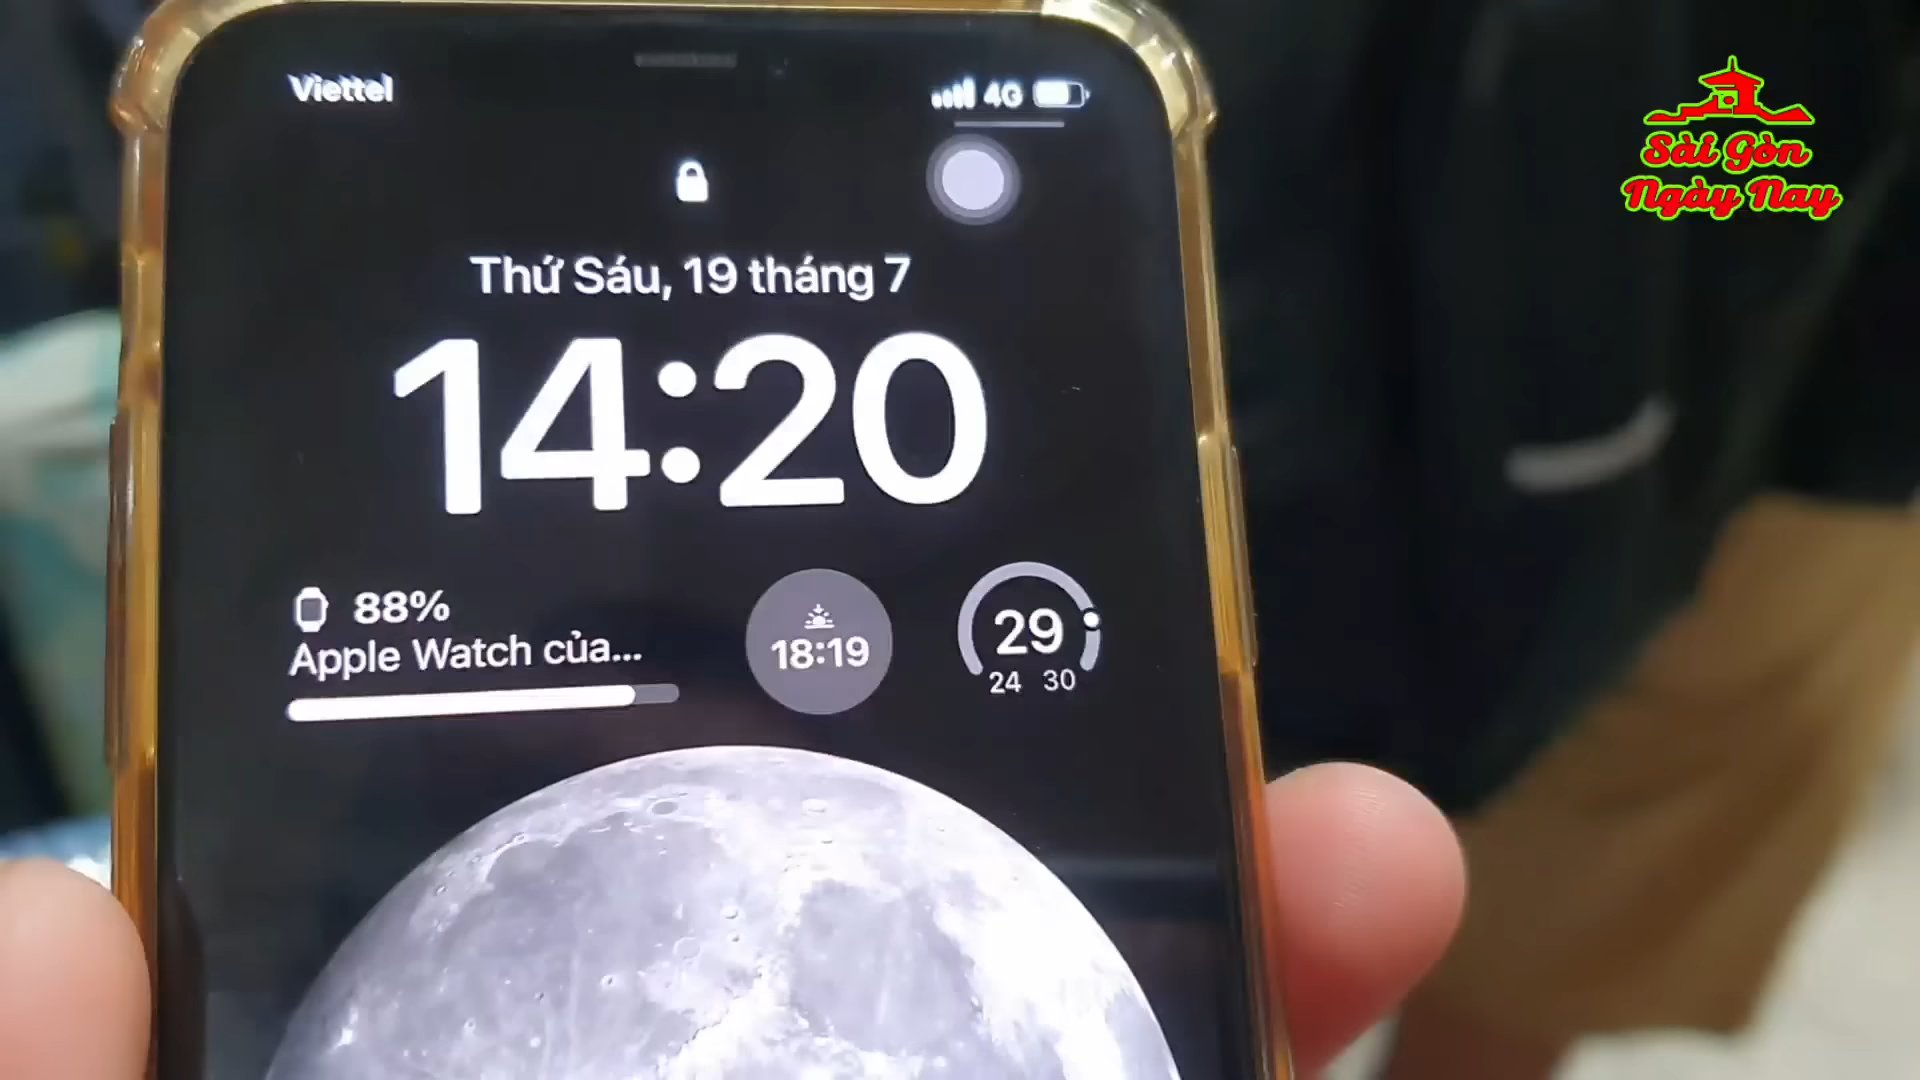 Viettel
4G
Sài Gòn
Ngày Nay
Thứ Sáu, 19 tháng 7
14:20
88%
Apple Watch của...
18:19
29
24 30